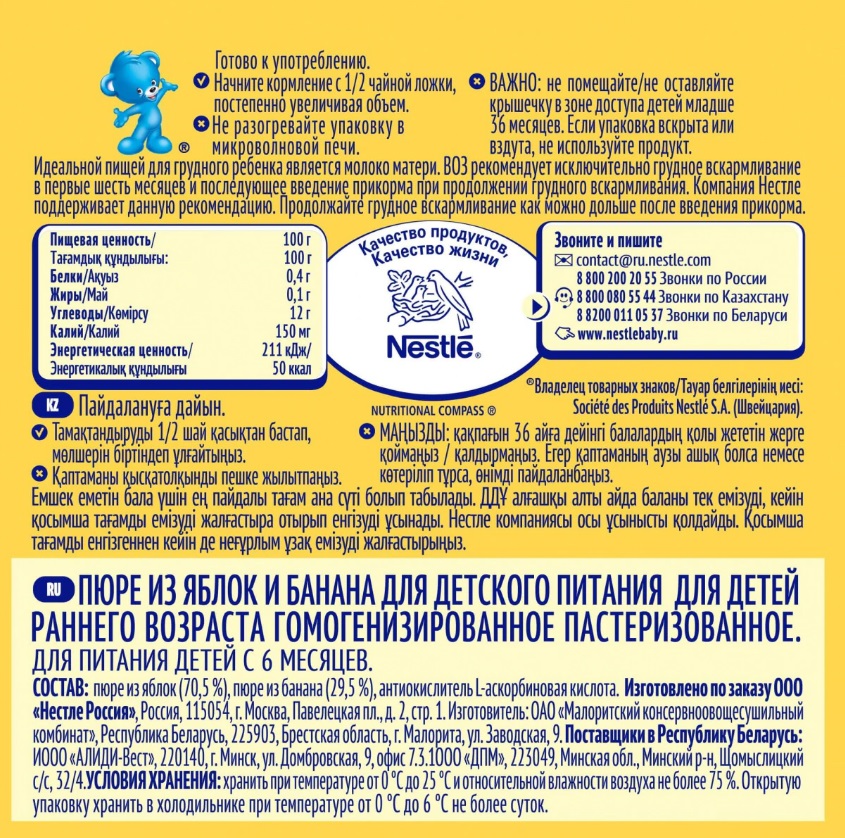 Готово к употреблению.
Начните кормление с 1/2 чайной ложки,
постепенно увеличивая объем.
Не разогревайте упаковку в
микроволновой печи.
®
ВАЖНО: не помещайте/не оставляйте
крышечку в зоне доступа детей младше
36 месяцев. Если упаковка вскрыта или
вздута, не используйте продукт.
Идеальной пищей для грудного ребенка является молоко матери. ВОЗ рекомендует исключительно грудное вскармливание
в первые шесть месяцев и последующее введение прикорма при продолжении грудного вскармливания. Компания Нестле
поддерживает данную рекомендацию. Продолжайте грудное вскармливание как можно дольше после введения прикорма.
Пищевая ценность/ 100 г
Тағамдық құндылығы: 100 г
Белки/Ақуыз 0,4 г
Жиры/Май 0,1 г
Углеводы/Көмірсу 12 г
Калий/Калий 150 мг
Энергетическая ценность/ 211 кДж/
Энергетикалық құндылығы 50 ккал
Качество продуктов,
Качество жизни
Nestlé®
NUTRITIONAL COMPASS ®
Звоните и пишите
contact@ru.nestle.com
8 800 200 20 55 Звонки по России
8 800 080 55 44 Звонки по Казахстану
8 8200 011 05 37 Звонки по Беларуси
www.nestlebaby.ru
®Владелец товарных знаков/Тауар белгілерінің иесі:
Société des Produits Nestlé S.A. (Швейцария).
KZ Пайдалануға дайын.
Тамақтандыруды 1/2 шай қасықтан бастап,
мөлшерін біртіндеп ұлғайтыңыз.
Қаптаманы қысқатолқынды пешке жылытпаңыз.
МАҢЫЗДЫ: қақпағын 36 айға дейінгі балалардың қолы жететін жерге
қоймаңыз / қалдырмаңыз. Егер қаптаманың аузы ашық болса немесе
көтеріліп тұрса, өнімді пайдаланбаңыз.
Емшек еметін бала үшін ең пайдалы тағам ана сүті болып табылады. ДДҰ алғашқы алты айда баланы тек емізуді, кейін
қосымша тағамды емізуді жалғастыра отырып енгізуді ұсынады. Нестле компаниясы осы ұсынысты қолдайды. Қосымша
тағамды енгізгеннен кейін де неғұрлым ұзақ емізуді жалғастырыңыз.
RU ПЮРЕ ИЗ ЯБЛОК И БАНАНА ДЛЯ ДЕТСКОГО ПИТАНИЯ ДЛЯ ДЕТЕЙ
РАННЕГО ВОЗРАСТА ГОМОГЕНИЗИРОВАННОЕ ПАСТЕРИЗОВАННОЕ.
ДЛЯ ПИТАНИЯ ДЕТЕЙ С 6 МЕСЯЦЕВ.
СОСТАВ: пюре из яблок (70,5 %), пюре из банана (29,5 %), антиокислитель L-аскорбиновая кислота. Изготовлено по заказу ООО
«Нестле Россия», Россия, 115054, г. Москва, Павелецкая пл., д. 2, стр. 1. Изготовитель: ОАО «Малоритский консервноовощесушильный
комбинат», Республика Беларусь, 225903, Брестская область, г. Малорита, ул. Заводская, 9. Поставщики в Республику Беларусь:
ИООО «АЛИДИ-Вест», 220140, г. Минск, ул. Домбровская, 9, офис 7.3.1ООО «ДПМ», 223049, Минская обл., Минский р-н, Щомыслицкий
с/с, 32/4.УСЛОВИЯ ХРАНЕНИЯ: хранить при температуре от 0 °С до 25 °С и относительной влажности воздуха не более 75 %. Открытую
упаковку хранить в холодильнике при температуре от 0 °С до 6 °С не более суток.